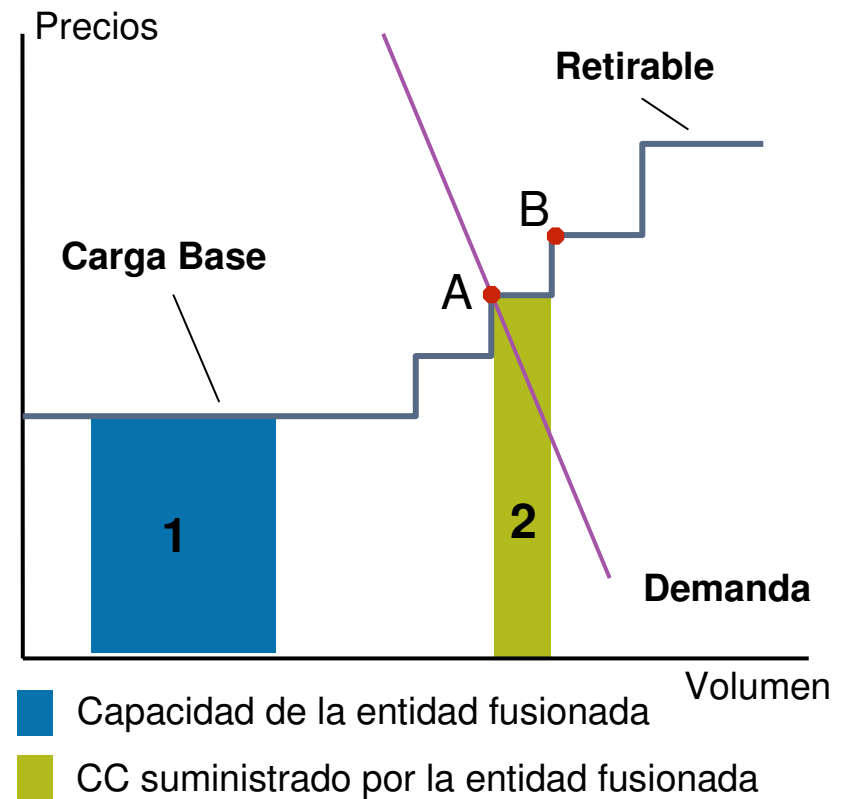 Precios
Retirable
B
Carga Base
A
1
2
Demanda
Volumen
Capacidad de la entidad fusionada
CC suministrado por la entidad fusionada